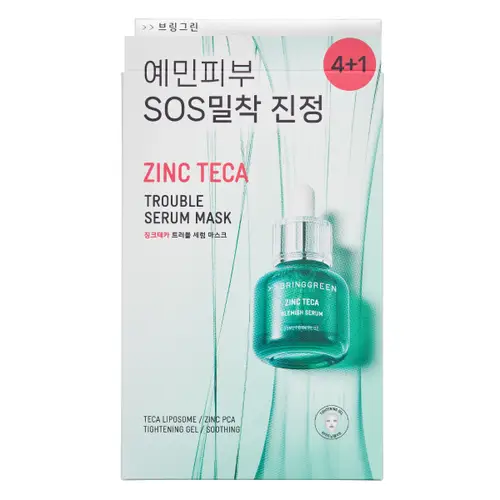 >> 브링그린
예민피부
SOS밀착 진정
4+1
ZINC TECA
TROUBLE
SERUM MASK
징크테카 트러블 세럼 마스크
>> BRINGGREEN
ZINC TECA
BLEMISH SERUM
TECA LIPOSOME / ZINC PCA
TIGHTENING GEL / SOOTHING
TIGHTENING GEL